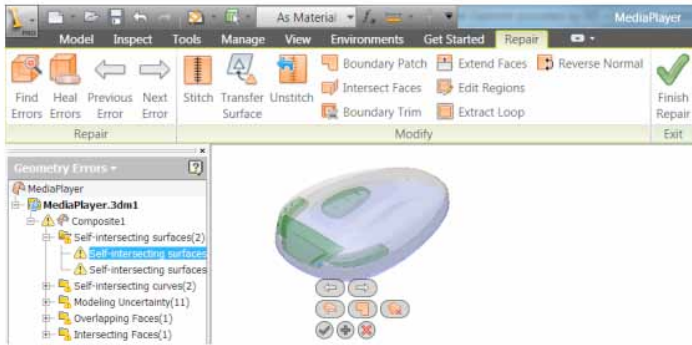 PRO
As Material
MediaPlayer
Model Inspect Tools Manage View Environments Get Started Repair
Find Errors
Heal Errors
Previous Error
Next Error
Stitch
Transfer Surface
Unstitch
Boundary Patch
Extend Faces
Reverse Normal
Intersect Faces
Edit Regions
Boundary Trim
Extract Loop
Finish Repair
Repair
Modify
Exit
Geometry Errors
MediaPlayer
MediaPlayer.3dm1
Composite1
Self-intersecting surfaces(2)
Self-intersecting surfaces
Self-intersecting surfaces
Self-intersecting curves(2)
Modeling Uncertainty(11)
Overlapping Faces(1)
Intersecting Faces(1)